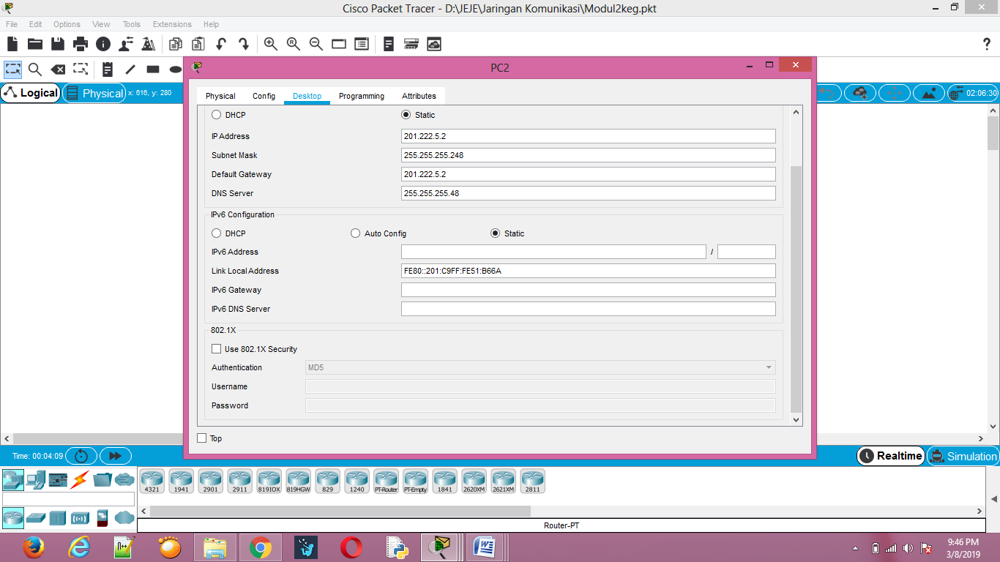 Cisco Packet Tracer - D:\JEJE\Jaringan Komunikasi\Modul2keg.pkt
File Edit Options View Tools Extensions Help
PC2
Logical Physical x: 616, y: 280 02:06:30
Physical Config Desktop Programming Attributes
DHCP Static
IP Address 201.222.5.2
Subnet Mask 255.255.255.248
Default Gateway 201.222.5.2
DNS Server 255.255.255.48
IPv6 Configuration
DHCP Auto Config Static
IPv6 Address /
Link Local Address FE80::201:C9FF:FE51:B66A
IPv6 Gateway
IPv6 DNS Server
802.1X
Use 802.1X Security
Authentication MD5
Username
Password
Top
Time: 00:04:09 Realtime Simulation
4321 1941 2901 2911 819IOX 819HGW 829 1240 PT-Router PT-Empty 1841 2620XM 2621XM 2811
Router-PT
9:46 PM
3/8/2019